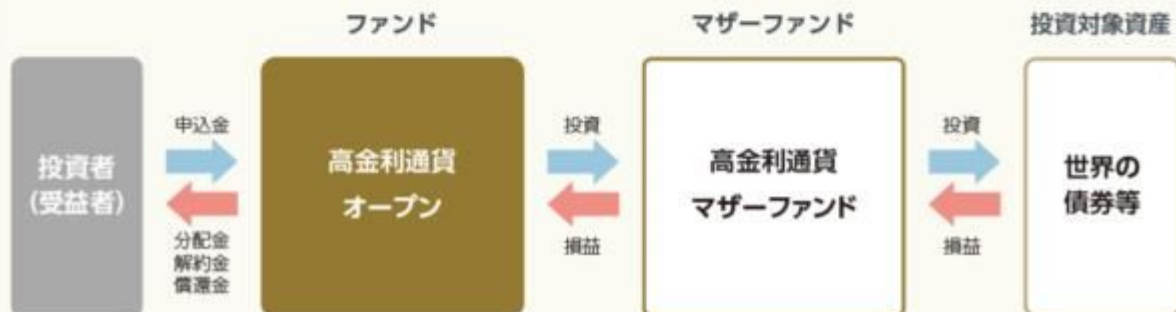 ファンド
マザーファンド
投資対象資産
投資者
(受益者)
申込金
分配金
解約金
償還金
高金利通貨
オープン
投資
損益
高金利通貨
マザーファンド
投資
損益
世界の
債券等